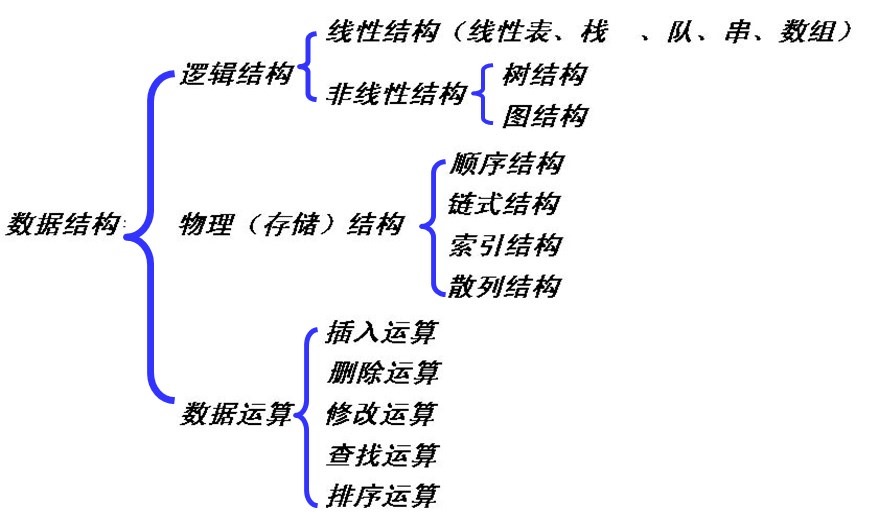 线性结构（线性表、栈 、队、串、数组）
逻辑结构
非线性结构
树结构
图结构
数据结构
物理（存储）结构
顺序结构
链式结构
索引结构
散列结构
数据运算
插入运算
删除运算
修改运算
查找运算
排序运算